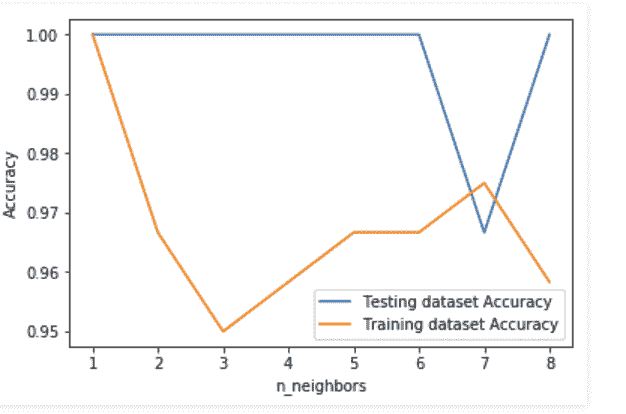 1.00
0.99
0.98
0.97
0.96
0.95
Accuracy
Testing dataset Accuracy
Training dataset Accuracy
1 2 3 4 5 6 7 8
n_neighbors